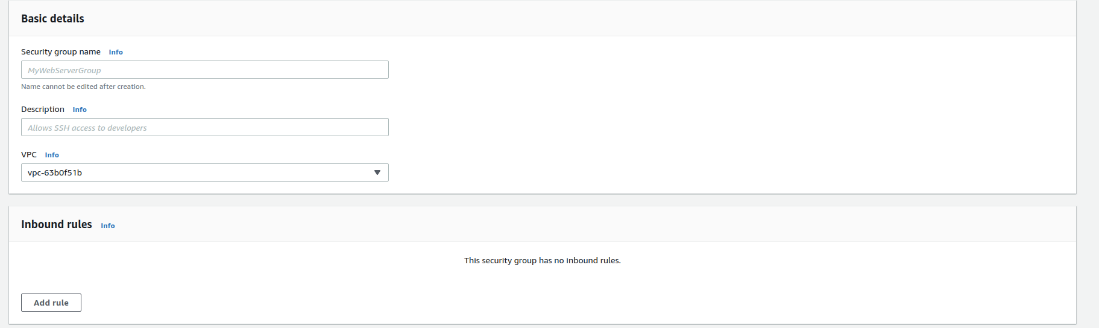 Basic details
Security group name Info
MyWebServerGroup
Name cannot be edited after creation.
Description Info
Allows SSH access to developers
VPC Info
vpc-63b0f51b
Inbound rules Info
This security group has no inbound rules.
Add rule